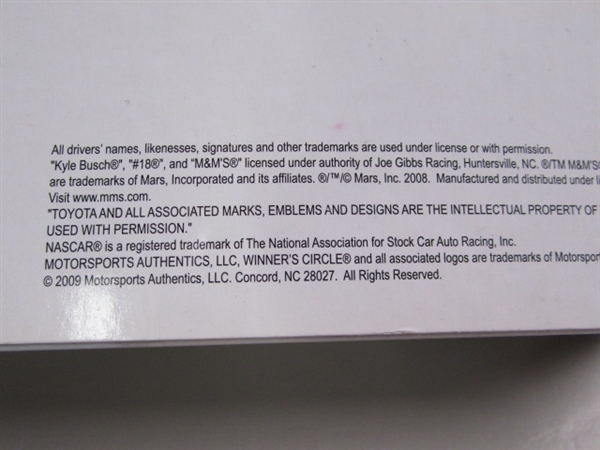 All drivers' names, likenesses, signatures and other trademarks are used under license or with permission.
"Kyle Busch®", "#18®", and "M&M'S®" licensed under authority of Joe Gibbs Racing, Huntersville, NC. ®/TM M&M'S
are trademarks of Mars, Incorporated and its affiliates. ®/™/© Mars, Inc. 2008. Manufactured and distributed under
Visit www.mms.com.
"TOYOTA AND ALL ASSOCIATED MARKS, EMBLEMS AND DESIGNS ARE THE INTELLECTUAL PROPERTY OF
USED WITH PERMISSION."
NASCAR® is a registered trademark of The National Association for Stock Car Auto Racing, Inc.
MOTORSPORTS AUTHENTICS, LLC, WINNER'S CIRCLE® and all associated logos are trademarks of Motorsport
© 2009 Motorsports Authentics, LLC. Concord, NC 28027. All Rights Reserved.